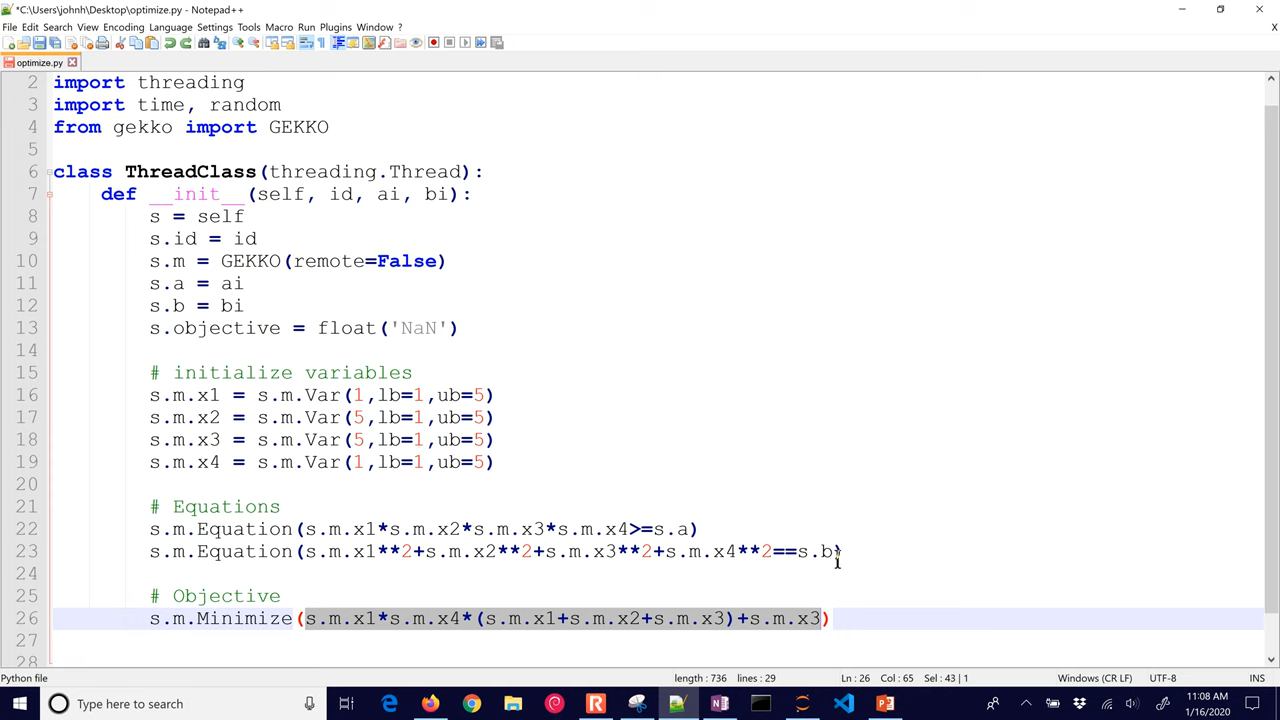 *C:\Users\johnh\Desktop\optimize.py - Notepad++
File Edit Search View Encoding Language Settings Tools Macro Run Plugins Window ?
X
optimize.py
2 import threading
3 import time, random
4 from gekko import GEKKO
5
6 class ThreadClass(threading.Thread):
7 def __init__(self, id, ai, bi):
8 s = self
9 s.id = id
10 s.m = GEKKO(remote=False)
11 s.a = ai
12 s.b = bi
13 s.objective = float('NaN')
14
15 # initialize variables
16 s.m.x1 = s.m.Var(1,lb=1,ub=5)
17 s.m.x2 = s.m.Var(5,lb=1,ub=5)
18 s.m.x3 = s.m.Var(5,lb=1,ub=5)
19 s.m.x4 = s.m.Var(1,lb=1,ub=5)
20
21 # Equations
22 s.m.Equation(s.m.x1*s.m.x2*s.m.x3*s.m.x4>=s.a)
23 s.m.Equation(s.m.x1**2+s.m.x2**2+s.m.x3**2+s.m.x4**2==s.b)
24
25 # Objective
26 s.m.Minimize(s.m.x1*s.m.x4*(s.m.x1+s.m.x2+s.m.x3)+s.m.x3)
27
28
Python file length : 736 lines : 29 Ln : 26 Col : 65 Sel : 43 | 1 Windows (CR LF) UTF-8 INS
Type here to search
11:08 AM
1/16/2020